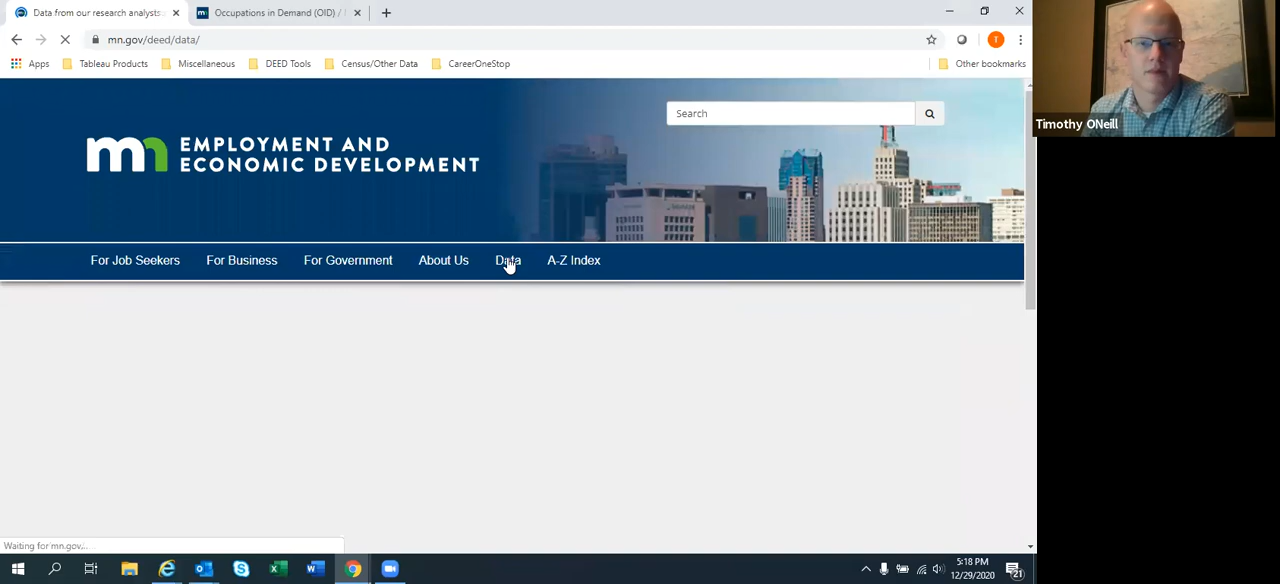 Data from our research analysts.
Occupations in Demand (OID) /
mn.gov/deed/data/
T
Apps
Tableau Products
Miscellaneous
DEED Tools
Census/Other Data
CareerOneStop
Other bookmarks
Timothy ONeill
Search
mn EMPLOYMENT AND
ECONOMIC DEVELOPMENT
For Job Seekers
For Business
For Government
About Us
Data
A-Z Index
Waiting for mn.gov...
5:18 PM
12/29/2020
21